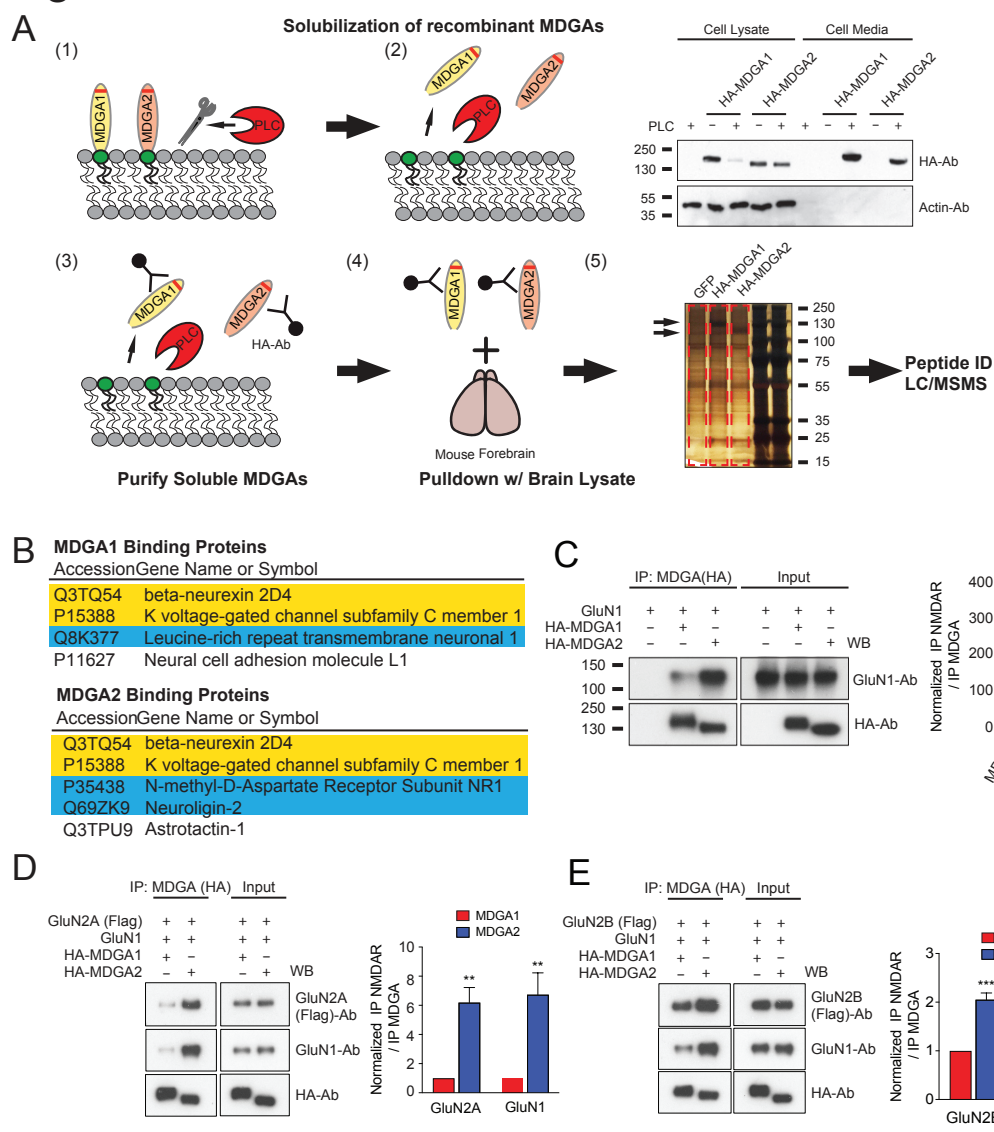 A
Solubilization of recombinant MDGAs
(1)
MDGA1
MDGA2
PLC
(2)
MDGA1
MDGA2
PLC
Cell Lysate
Cell Media
HA-MDGA1
HA-MDGA2
HA-MDGA1
HA-MDGA2
PLC + – + – + + – + – +
250
130
HA-Ab
55
35
Actin-Ab
(3)
MDGA1
MDGA2
PLC
HA-Ab
Purify Soluble MDGAs
(4)
MDGA1
MDGA2
+
Mouse Forebrain
Pulldown w/ Brain Lysate
(5)
GFP
HA-MDGA1
HA-MDGA2
250
130
100
75
55
35
25
15
Peptide ID
LC/MSMS
B
MDGA1 Binding Proteins
AccessionGene Name or Symbol
Q3TQ54 beta-neurexin 2D4
P15388 K voltage-gated channel subfamily C member 1
Q8K377 Leucine-rich repeat transmembrane neuronal 1
P11627 Neural cell adhesion molecule L1
MDGA2 Binding Proteins
AccessionGene Name or Symbol
Q3TQ54 beta-neurexin 2D4
P15388 K voltage-gated channel subfamily C member 1
P35438 N-methyl-D-Aspartate Receptor Subunit NR1
Q69ZK9 Neuroligin-2
Q3TPU9 Astrotactin-1
C
IP: MDGA(HA) Input
GluN1 + + + + + +
HA-MDGA1 – + – – + –
HA-MDGA2 – – + – – + WB
150
100
GluN1-Ab
250
130
HA-Ab
Normalized IP NMDAR
/ IP MDGA
400
300
200
100
0
D
IP: MDGA (HA) Input
GluN2A (Flag) + + + +
GluN1 + + + +
HA-MDGA1 + – + –
HA-MDGA2 – + – + WB
GluN2A
(Flag)-Ab
GluN1-Ab
HA-Ab
MDGA1
MDGA2
Normalized IP NMDAR
/ IP MDGA
10
8
6
4
2
0
**
**
GluN2A
GluN1
E
IP: MDGA (HA) Input
GluN2B (Flag) + + + +
GluN1 + + + +
HA-MDGA1 + – + –
HA-MDGA2 – + – + WB
GluN2B
(Flag)-Ab
GluN1-Ab
HA-Ab
Normalized IP NMDAR
/ IP MDGA
3
2
1
0
***
GluN2B